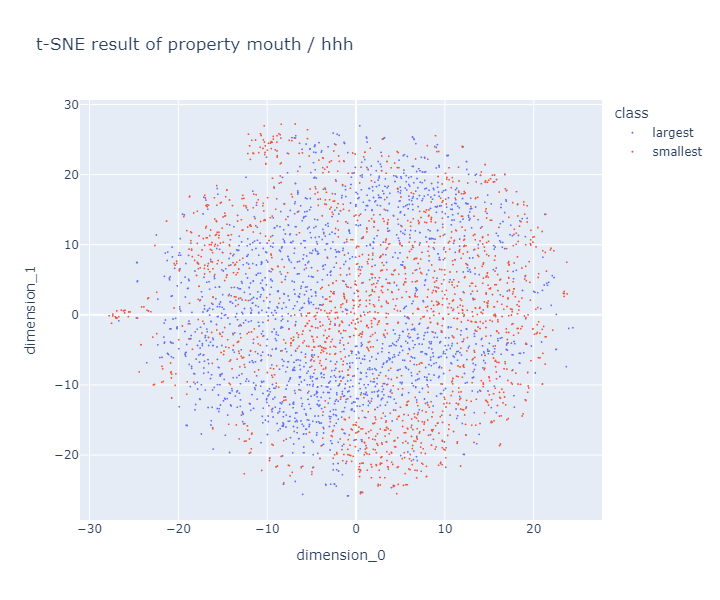 t-SNE result of property mouth / hhh
class
largest
smallest
dimension_1
30
20
10
0
−10
−20
−30
−20
−10
0
10
20
dimension_0